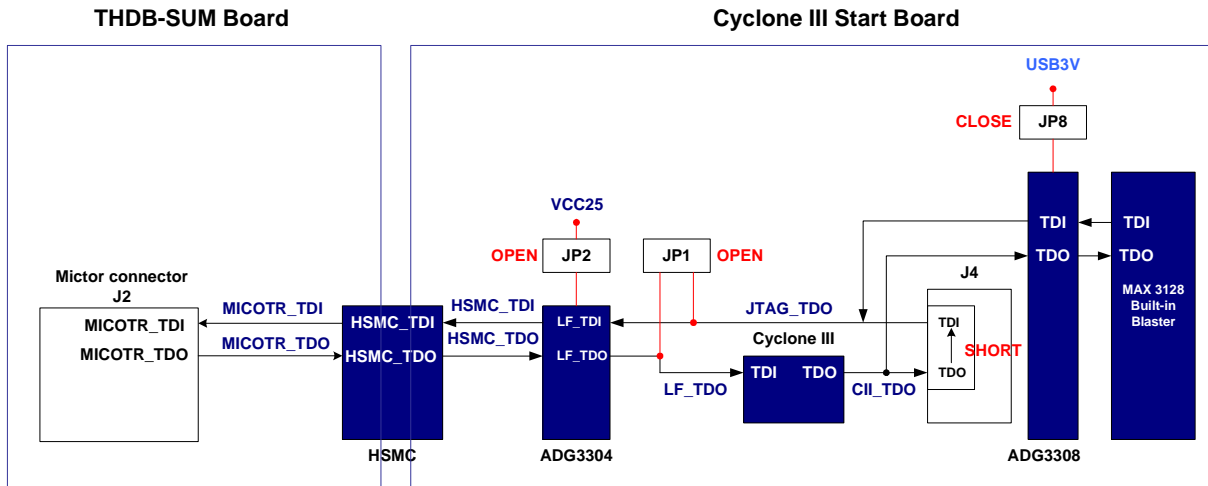 THDB-SUM Board
Cyclone III Start Board
USB3V
CLOSE
JP8
VCC25
OPEN
JP2
JP1
OPEN
TDI
TDI
TDO
TDO
MAX 3128
Built-in
Blaster
J4
Mictor connector
J2
MICOTR_TDI
MICOTR_TDO
MICOTR_TDI
MICOTR_TDO
HSMC_TDI
HSMC_TDO
HSMC_TDI
HSMC_TDO
LF_TDI
LF_TDO
JTAG_TDO
Cyclone III
TDI
TDO
LF_TDO
CII_TDO
TDI
SHORT
TDO
HSMC
ADG3304
ADG3308